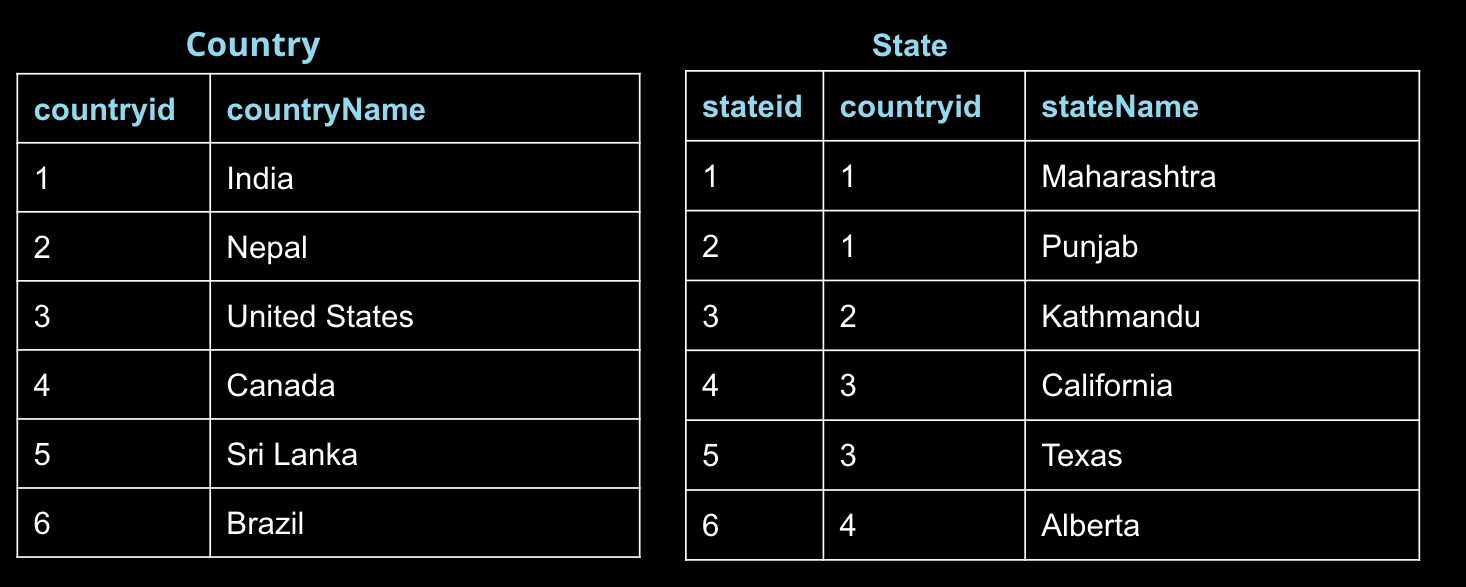 Country
countryid countryName
1 India
2 Nepal
3 United States
4 Canada
5 Sri Lanka
6 Brazil
State
stateid countryid stateName
1 1 Maharashtra
2 1 Punjab
3 2 Kathmandu
4 3 California
5 3 Texas
6 4 Alberta